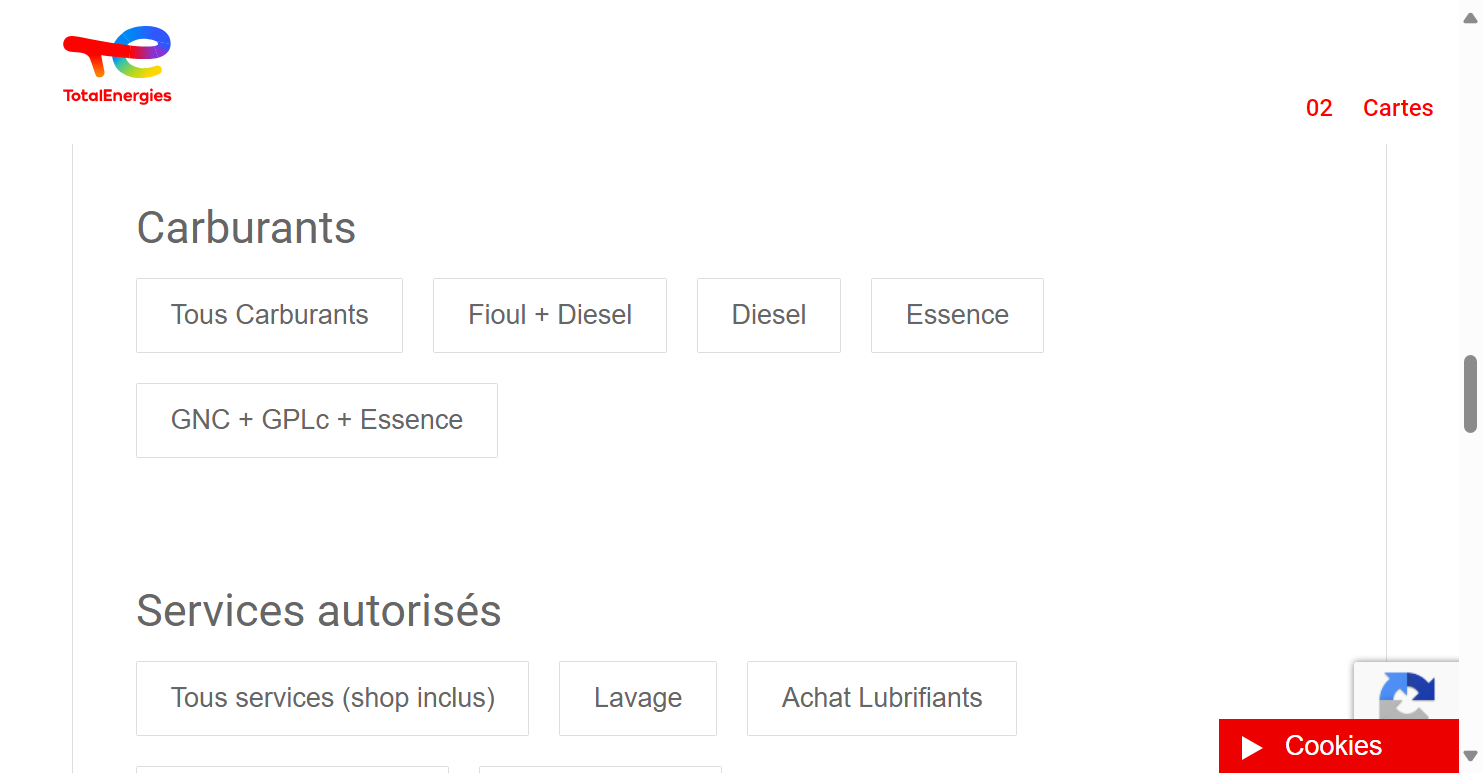 TotalEnergies
02 Cartes
Carburants
Tous Carburants Fioul + Diesel Diesel Essence
GNC + GPLc + Essence
Services autorisés
Tous services (shop inclus) Lavage Achat Lubrifiants
Cookies